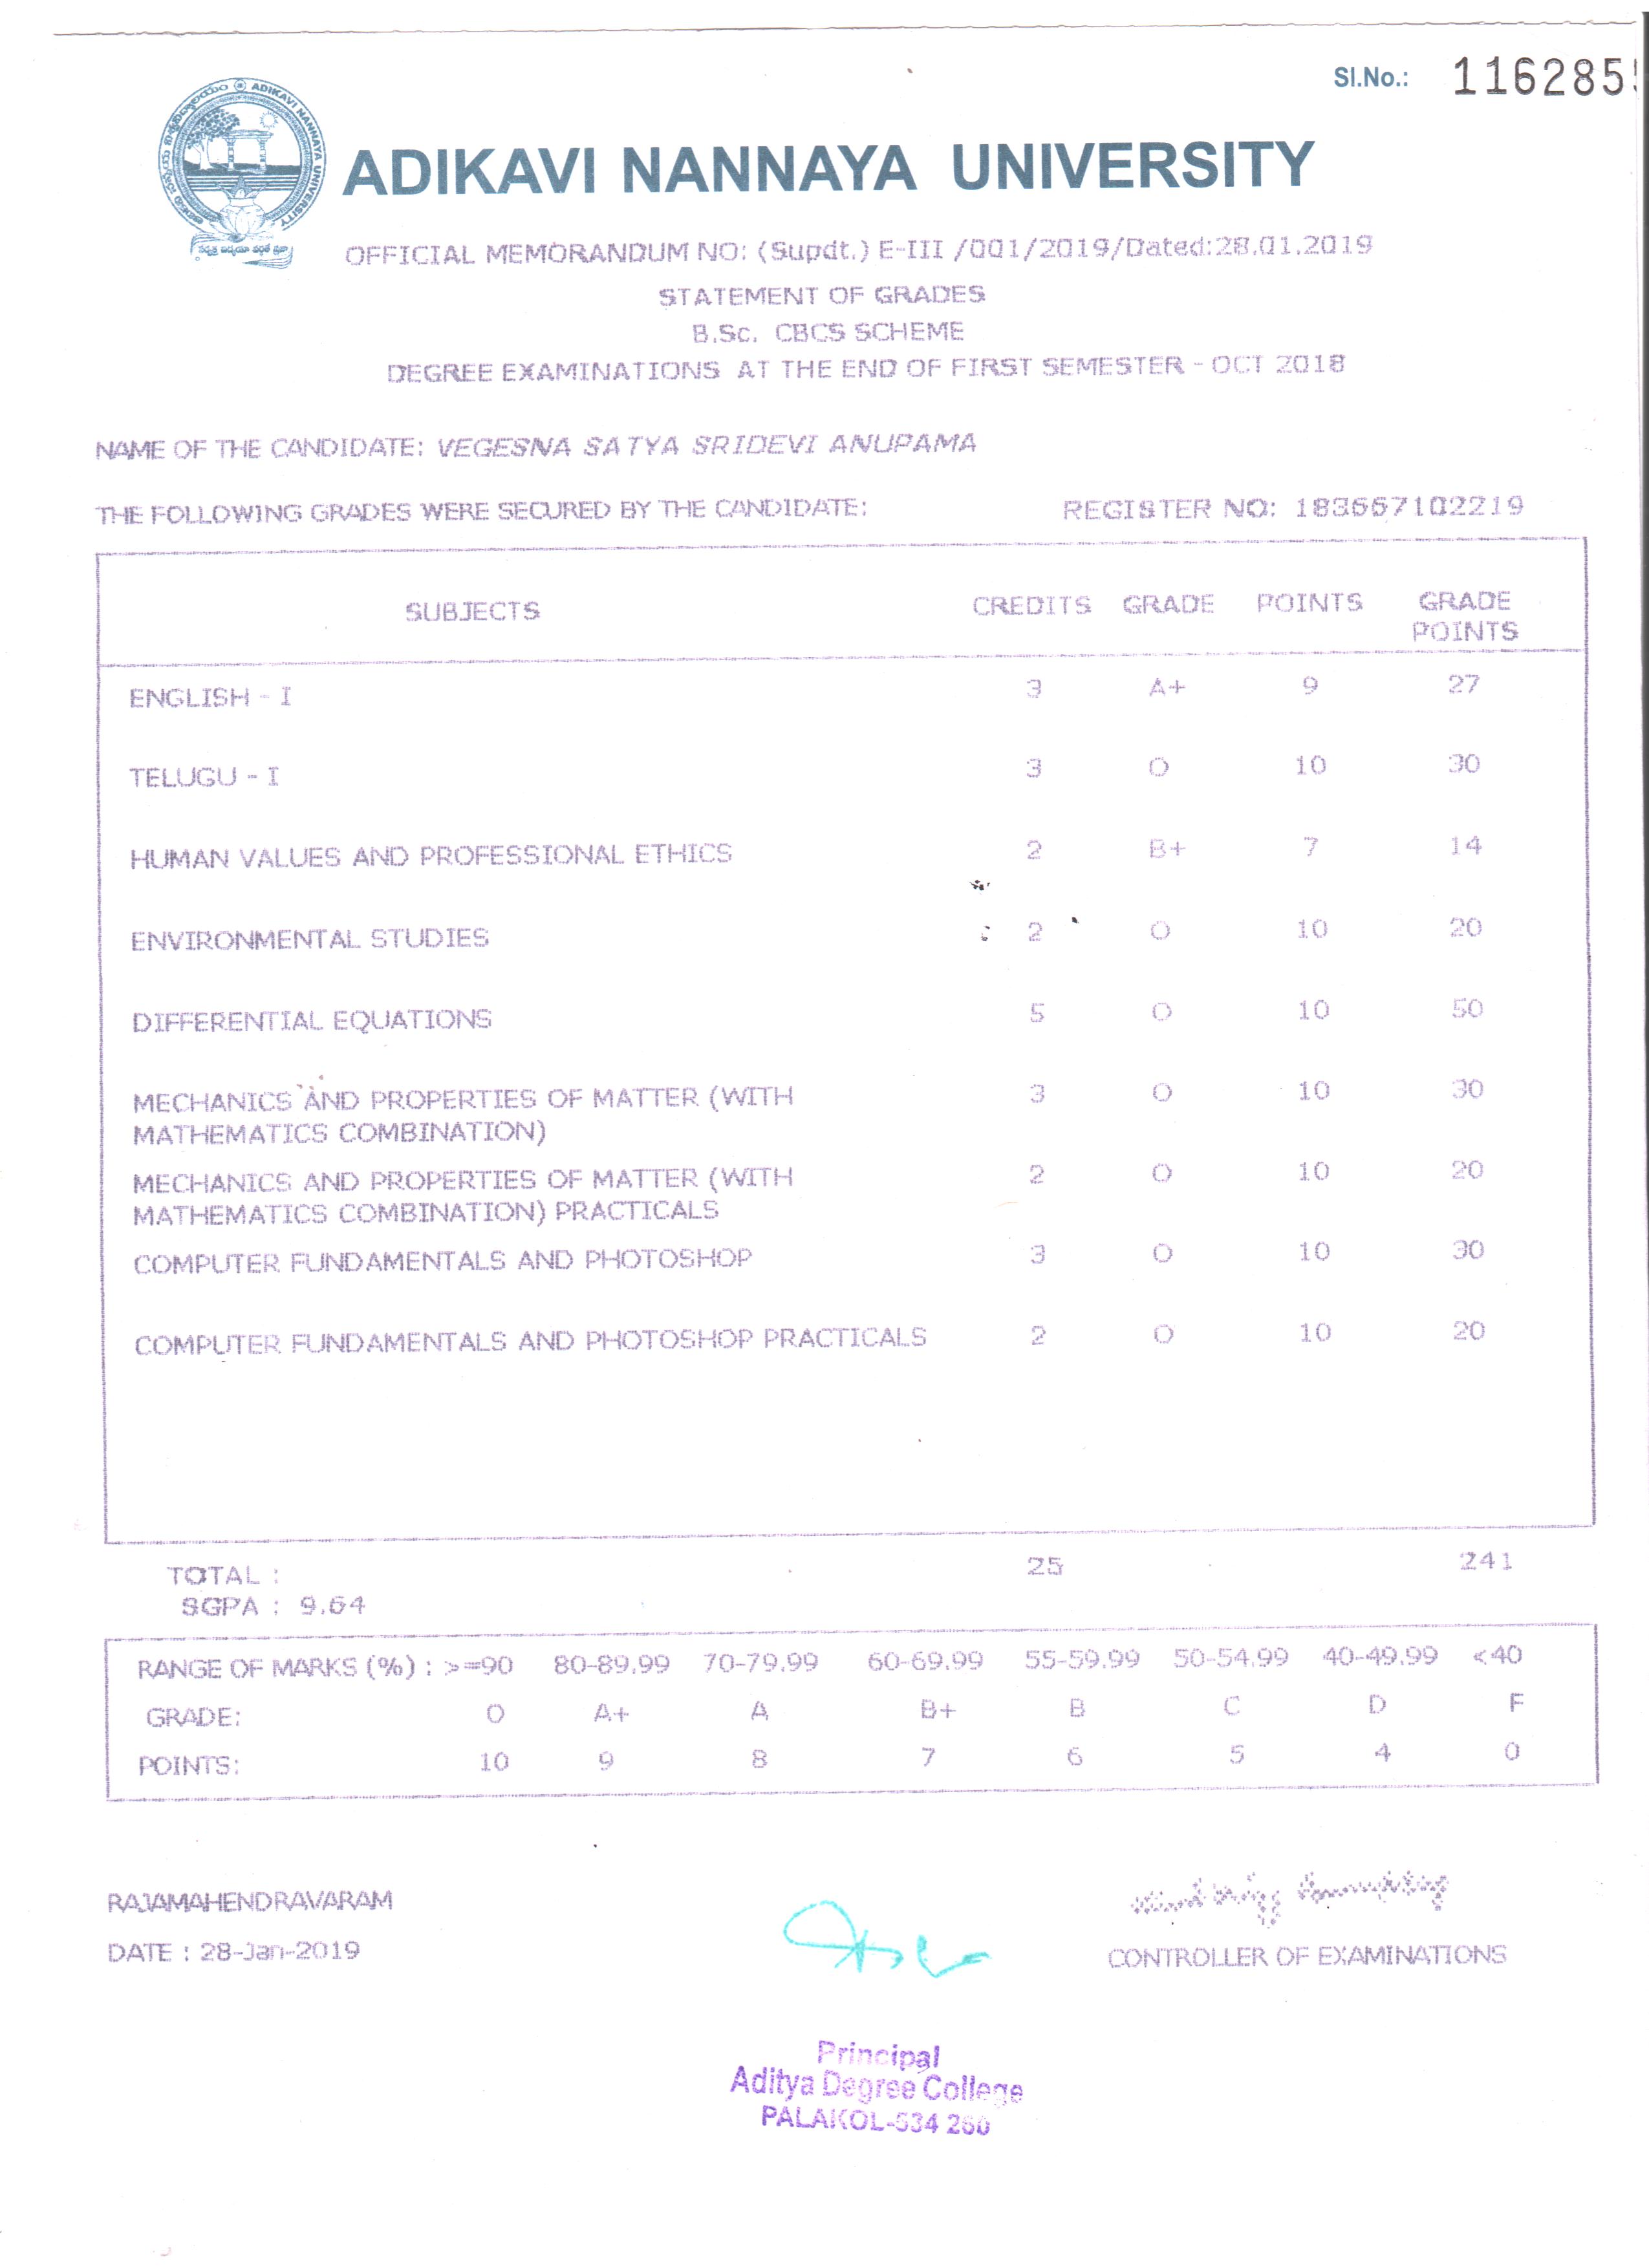 Sl.No.: 116285
ADIKAVI NANNAYA UNIVERSITY
ADIKAVI NANNAYA UNIVERSITY
OFFICIAL MEMORANDUM NO: (Supdt.) E-III /001/2019/Dated:28.01.2019
STATEMENT OF GRADES
B.Sc. CBCS SCHEME
DEGREE EXAMINATIONS AT THE END OF FIRST SEMESTER - OCT 2018
NAME OF THE CANDIDATE: VEGESNA SATYA SRIDEVI ANUPAMA
THE FOLLOWING GRADES WERE SECURED BY THE CANDIDATE: REGISTER NO: 183667102219
SUBJECTS CREDITS GRADE POINTS GRADE
POINTS
ENGLISH - I 3 A+ 9 27
TELUGU - I 3 O 10 30
HUMAN VALUES AND PROFESSIONAL ETHICS 2 B+ 7 14
ENVIRONMENTAL STUDIES 2 O 10 20
DIFFERENTIAL EQUATIONS 5 O 10 50
MECHANICS AND PROPERTIES OF MATTER (WITH 3 O 10 30
MATHEMATICS COMBINATION)
MECHANICS AND PROPERTIES OF MATTER (WITH 2 O 10 20
MATHEMATICS COMBINATION) PRACTICALS
COMPUTER FUNDAMENTALS AND PHOTOSHOP 3 O 10 30
COMPUTER FUNDAMENTALS AND PHOTOSHOP PRACTICALS 2 O 10 20
TOTAL : 25 241
SGPA : 9.64
RANGE OF MARKS (%) : >=90 80-89.99 70-79.99 60-69.99 55-59.99 50-54.99 40-49.99 <40
GRADE: O A+ A B+ B C D F
POINTS: 10 9 8 7 6 5 4 0
RAJAMAHENDRAVARAM
DATE : 28-Jan-2019
CONTROLLER OF EXAMINATIONS
Principal
Aditya Degree College
PALAKOL-534 260